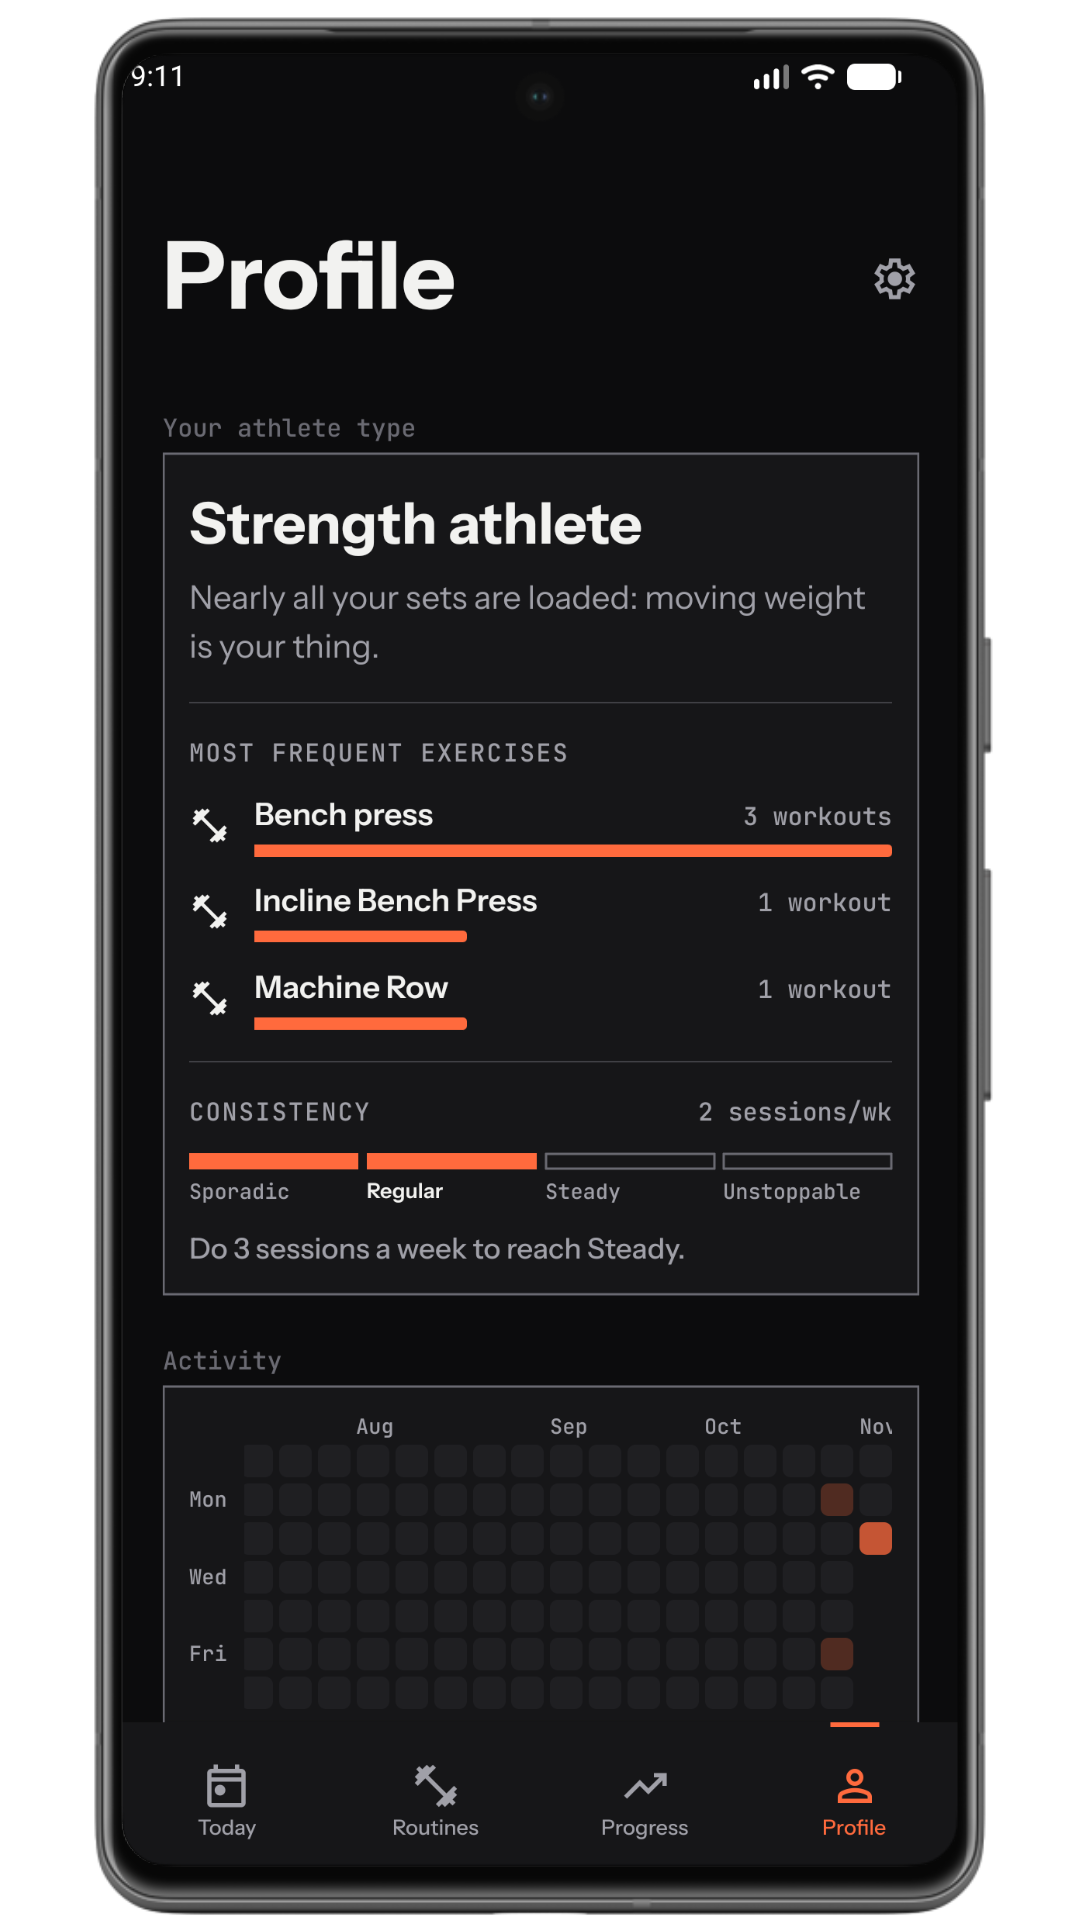 9:11
Profile
Your athlete type
Strength athlete
Nearly all your sets are loaded: moving weight
is your thing.
MOST FREQUENT EXERCISES
Bench press 3 workouts
Incline Bench Press 1 workout
Machine Row 1 workout
CONSISTENCY 2 sessions/wk
Sporadic Regular Steady Unstoppable
Do 3 sessions a week to reach Steady.
Activity
Aug Sep Oct Nov
Mon
Wed
Fri
Today Routines Progress Profile